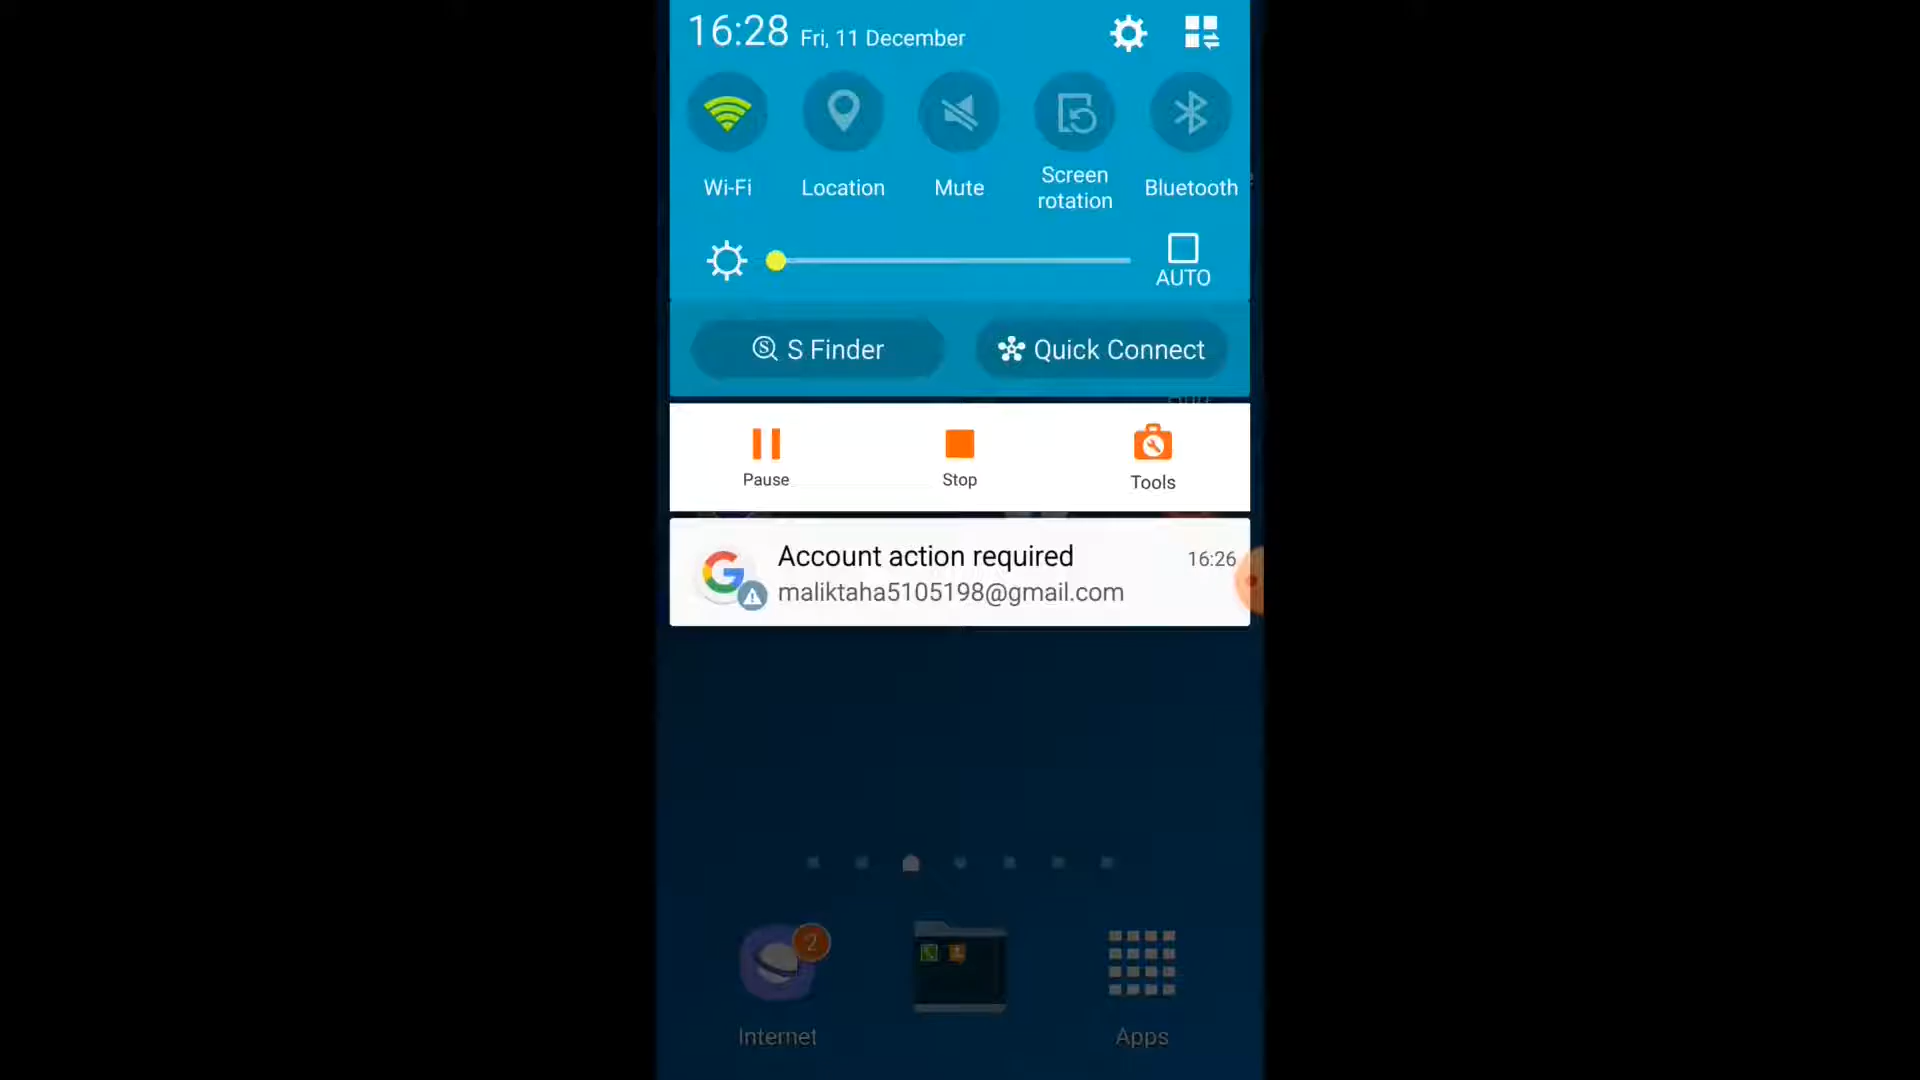 16:28 Fri, 11 December
Wi-Fi
Location
Mute
Screen
rotation
Bluetooth
AUTO
S Finder
Quick Connect
Pause
Stop
Tools
Account action required
16:26
maliktaha5105198@gmail.com
2
Internet
Apps